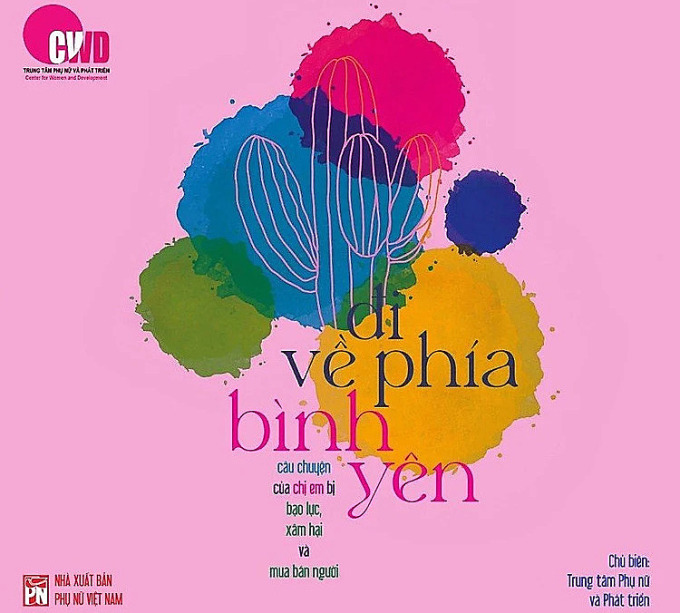 CWD
TRUNG TÂM PHỤ NỮ VÀ PHÁT TRIỂN
Center for Women and Development
đi
về phía
bình
yên
câu chuyện
của chị em bị
bạo lực,
xâm hại
và
mua bán người
PN
NHÀ XUẤT BẢN
PHỤ NỮ VIỆT NAM
Chủ biên:
Trung tâm Phụ nữ
và Phát triển